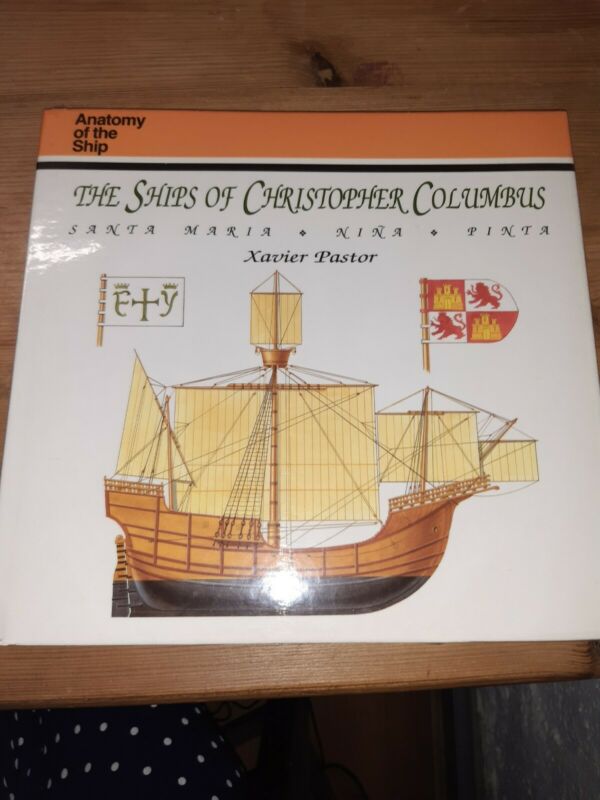 Anatomy
of the
Ship
THE SHIPS OF CHRISTOPHER COLUMBUS
SANTA MARIA ❖ NIÑA ❖ PINTA
Xavier Pastor
F Y